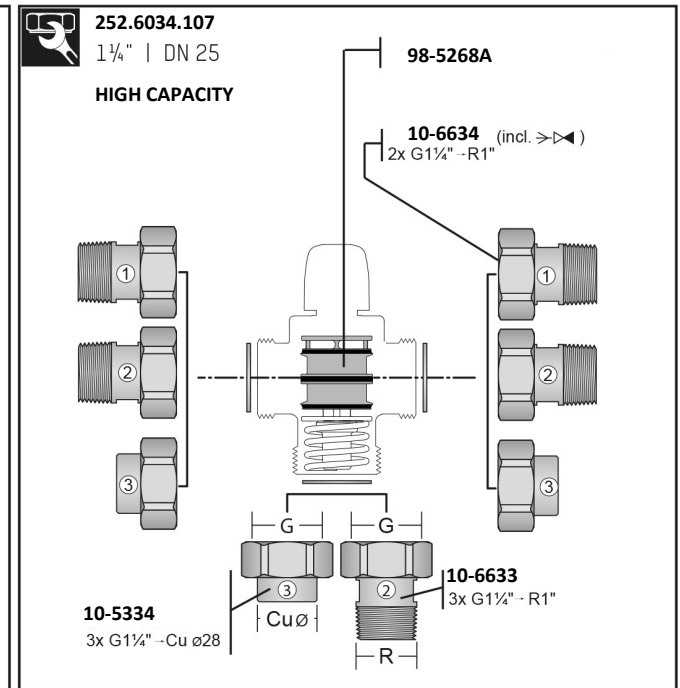 252.6034.107
1¼" | DN 25
HIGH CAPACITY
98-5268A
10-6634 (incl. )
2x G1¼"→R1"
① ①
② ②
③ ③
G G
③ ②
10-6633
3x G1¼"→R1"
10-5334
3x G1¼"→Cu ø28
Cu Ø
R